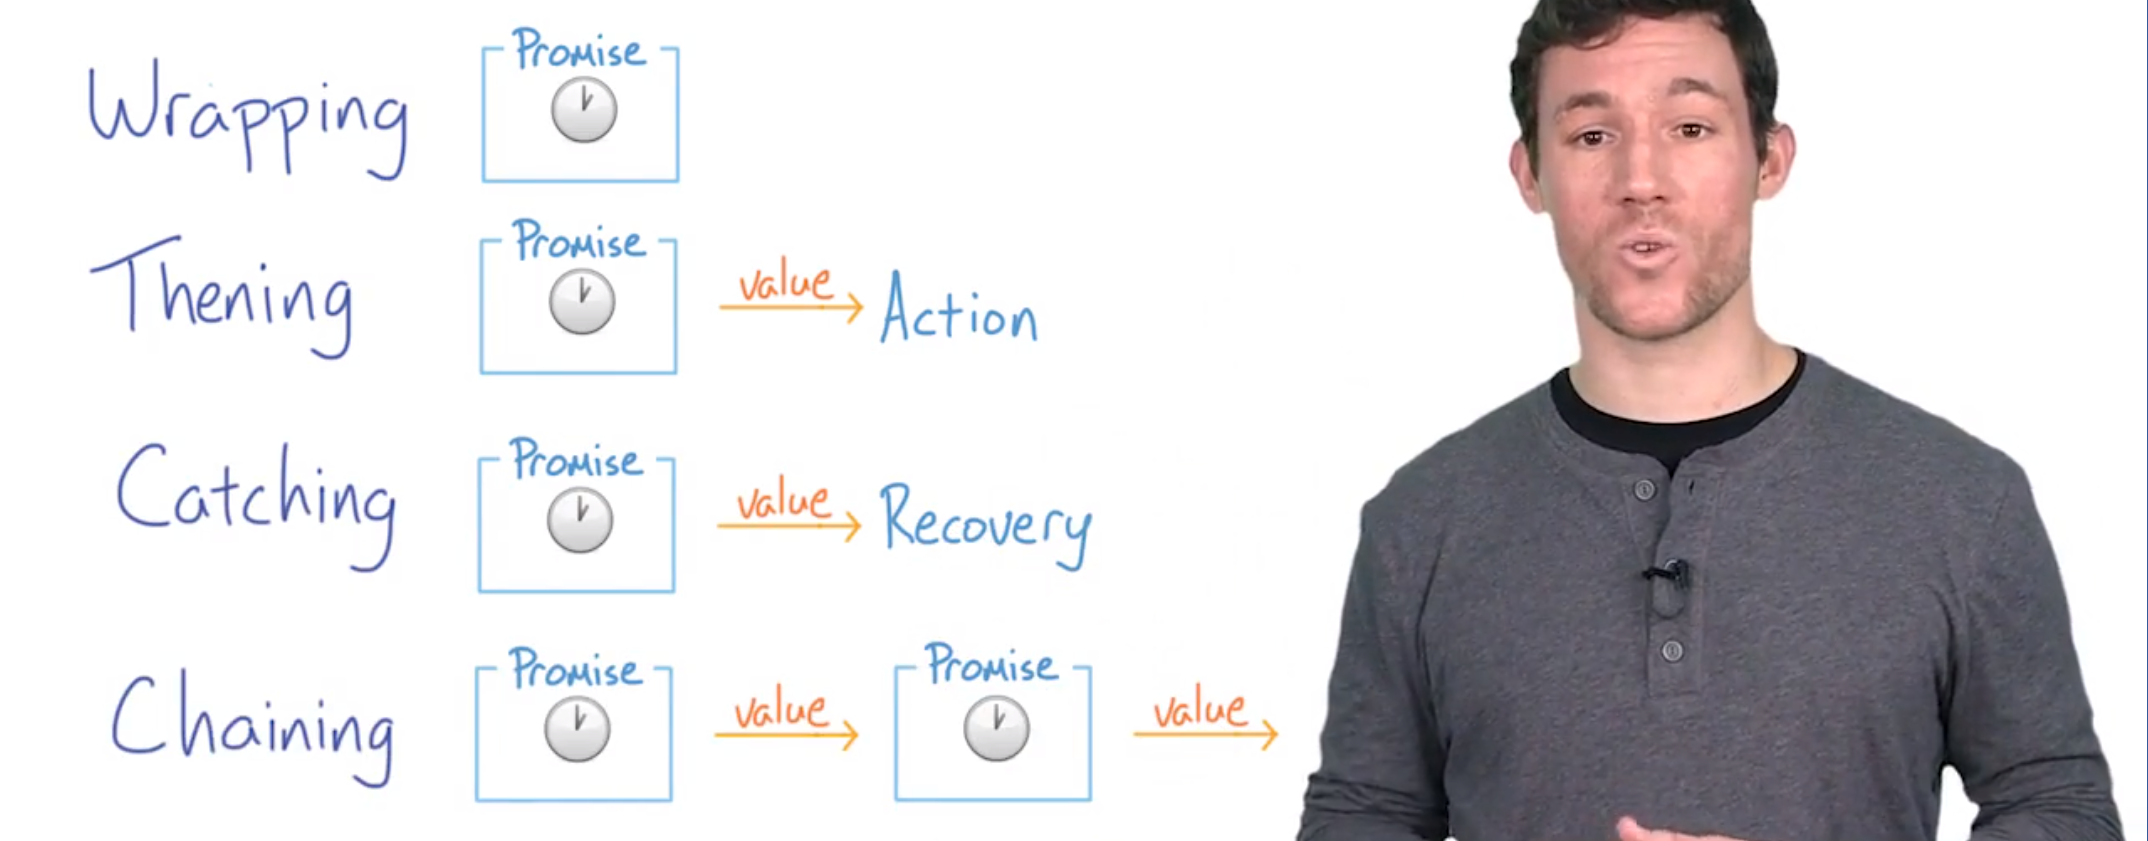 Wrapping Promise
Thening Promise value Action
Catching Promise value Recovery
Chaining Promise value Promise value